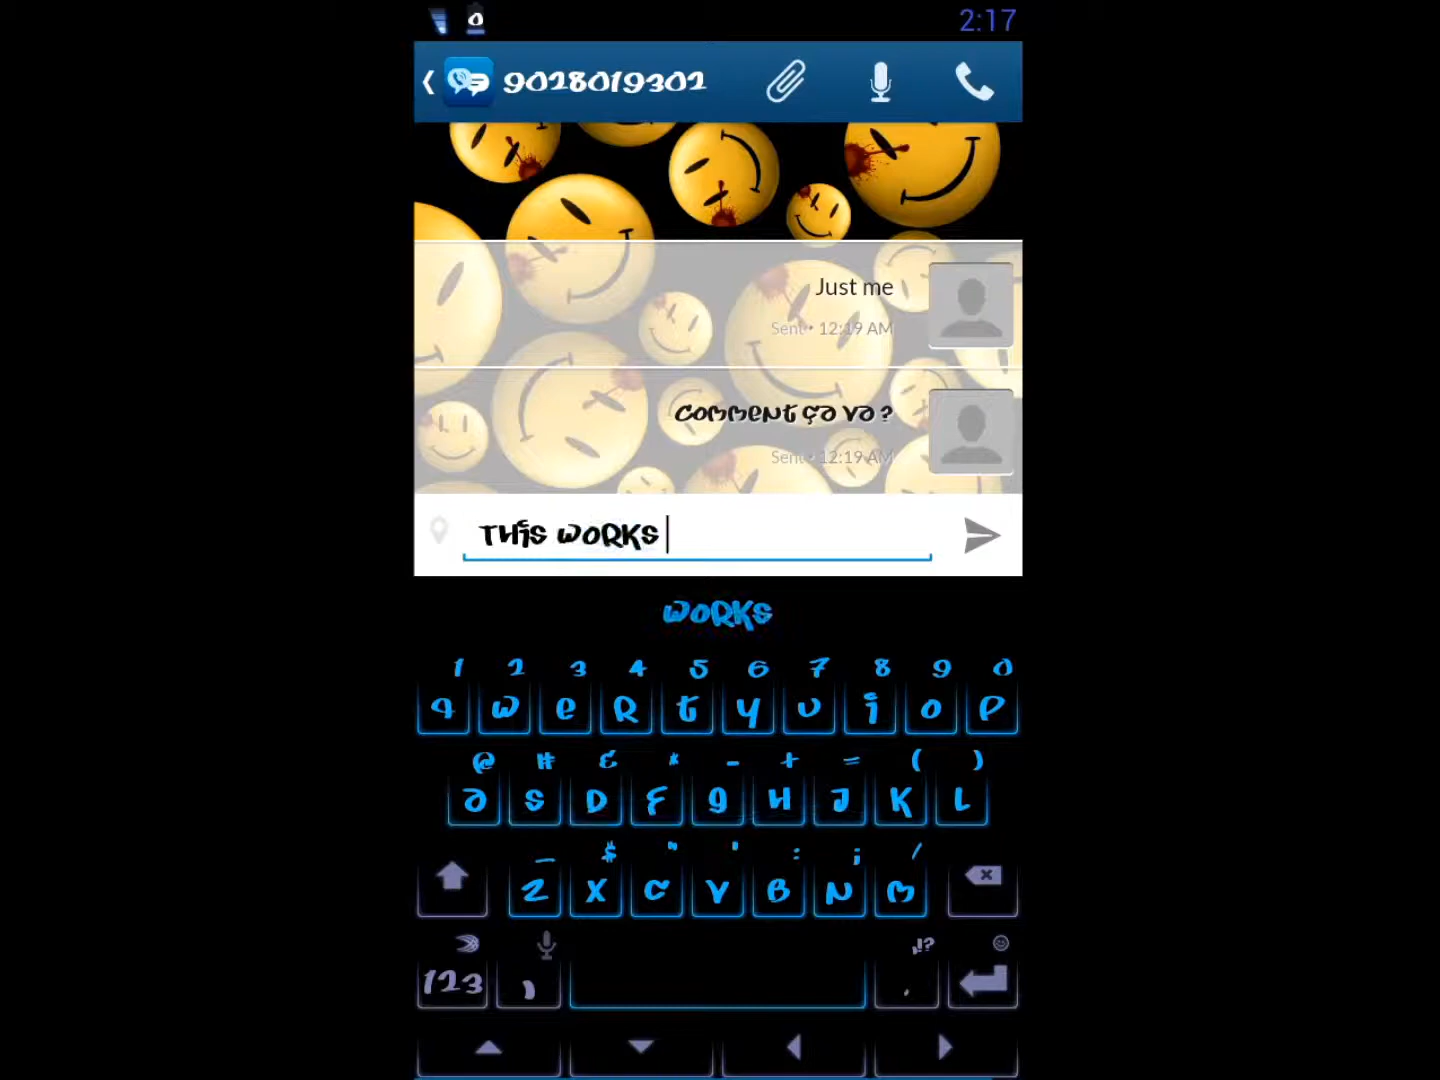 2:17
9028019302
Just me
Sent • 12:19 AM
Comment ça va ?
Sent • 12:19 AM
This works
works
1 2 3 4 5 6 7 8 9 0
q w e r t y u i o p
@ # & * - + = ( )
a s d f g h j k l
_ $ " ' : ; /
z x c v b n m
,!?
123 , .